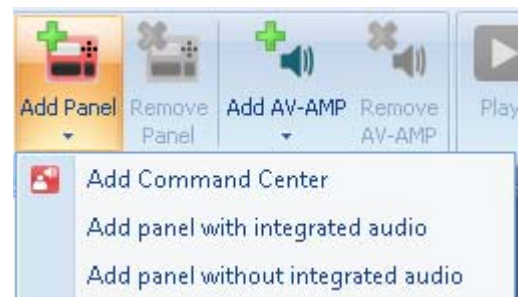 Add Panel Remove Panel Add AV-AMP Remove AV-AMP Play
Add Command Center
Add panel with integrated audio
Add panel without integrated audio